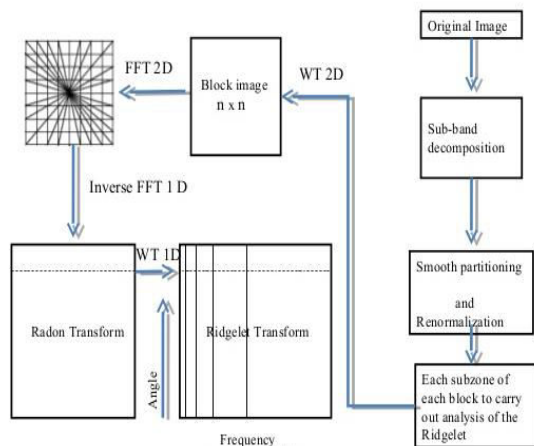 Original Image
FFT 2D
Block image
n x n
WT 2D
Sub-band
decomposition
Inverse FFT 1 D
WT 1D
Smooth partitioning
and
Renormalization
Radon Transform
Ridgelet Transform
Angle
Each subzone of
each block to carry
out analysis of the
Ridgelet
Frequency